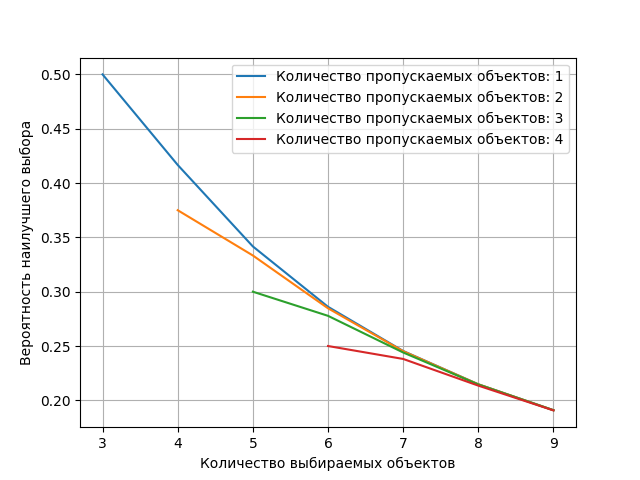 Количество пропускаемых объектов: 1
Количество пропускаемых объектов: 2
Количество пропускаемых объектов: 3
Количество пропускаемых объектов: 4
Вероятность наилучшего выбора
0.50
0.45
0.40
0.35
0.30
0.25
0.20
3 4 5 6 7 8 9
Количество выбираемых объектов